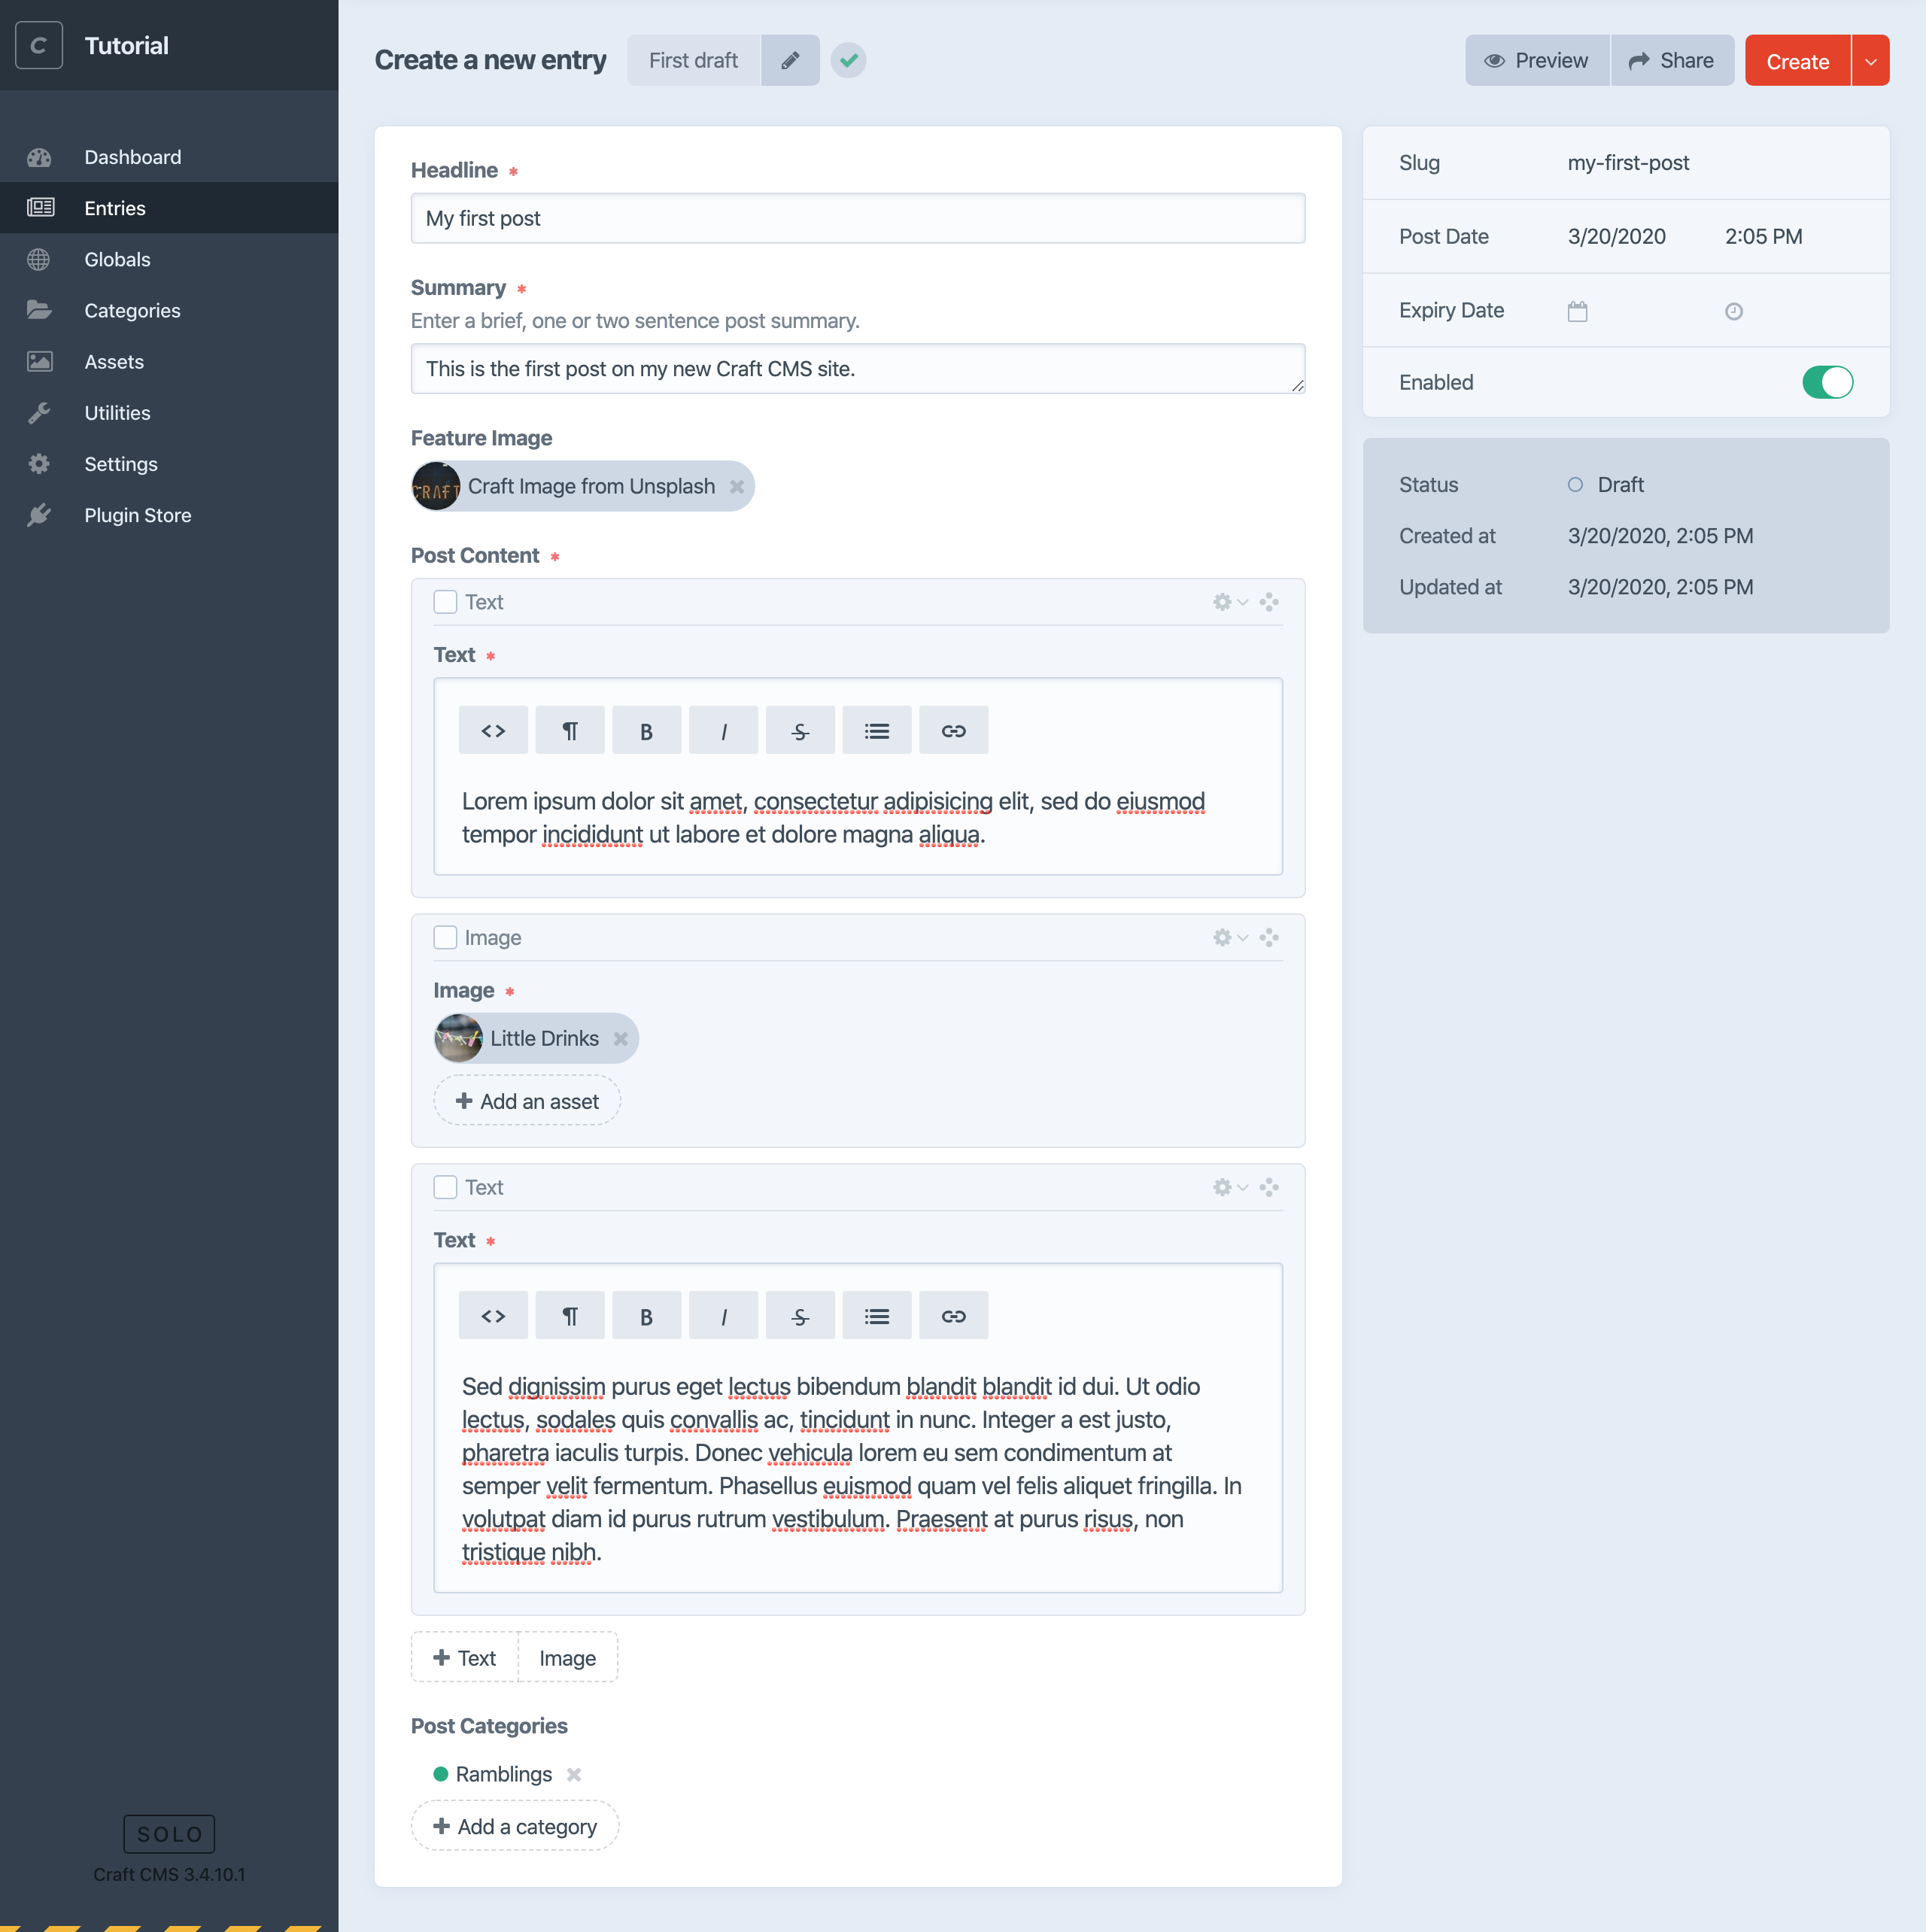 C
Tutorial
Dashboard
Entries
Globals
Categories
Assets
Utilities
Settings
Plugin Store
SOLO
Craft CMS 3.4.10.1
Create a new entry
First draft
Preview
Share
Create
Headline *
My first post
Summary *
Enter a brief, one or two sentence post summary.
This is the first post on my new Craft CMS site.
Feature Image
CRAFT
Craft Image from Unsplash
Post Content *
Text
Text *
<> ¶ B I S
Lorem ipsum dolor sit amet, consectetur adipisicing elit, sed do eiusmod
tempor incididunt ut labore et dolore magna aliqua.
Image
Image *
Little Drinks
+ Add an asset
Text
Text *
<> ¶ B I S
Sed dignissim purus eget lectus bibendum blandit blandit id dui. Ut odio
lectus, sodales quis convallis ac, tincidunt in nunc. Integer a est justo,
pharetra iaculis turpis. Donec vehicula lorem eu sem condimentum at
semper velit fermentum. Phasellus euismod quam vel felis aliquet fringilla. In
volutpat diam id purus rutrum vestibulum. Praesent at purus risus, non
tristique nibh.
+ Text
Image
Post Categories
Ramblings
+ Add a category
Slug my-first-post
Post Date 3/20/2020 2:05 PM
Expiry Date
Enabled
Status Draft
Created at 3/20/2020, 2:05 PM
Updated at 3/20/2020, 2:05 PM